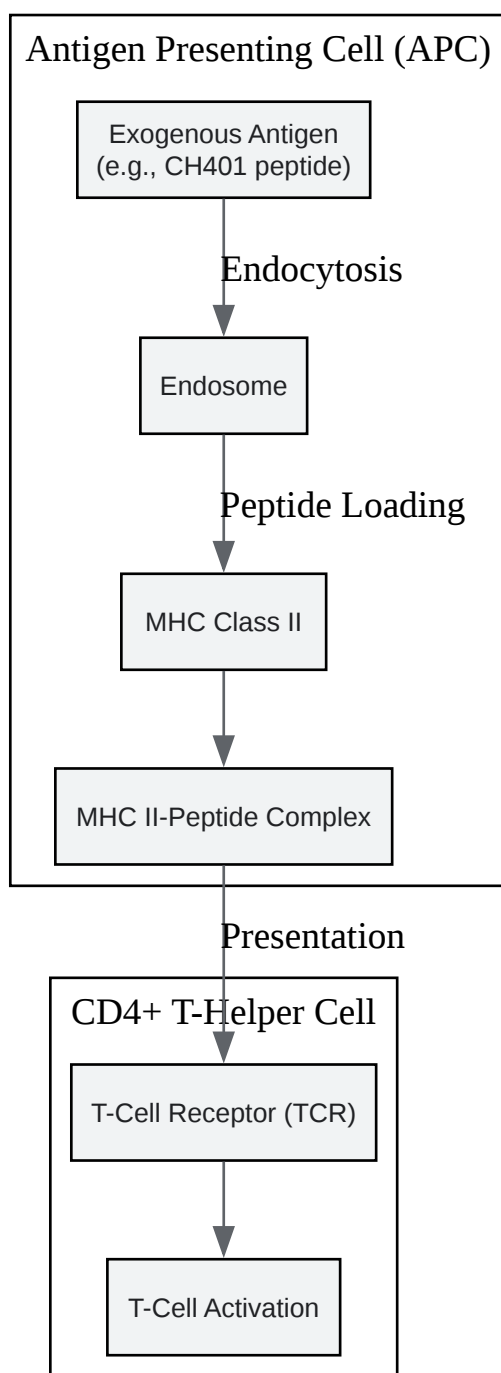 Antigen Presenting Cell (APC)
Exogenous Antigen
(e.g., CH401 peptide)
Endocytosis
Endosome
Peptide Loading
MHC Class II
MHC II-Peptide Complex
Presentation
CD4+ T-Helper Cell
T-Cell Receptor (TCR)
T-Cell Activation